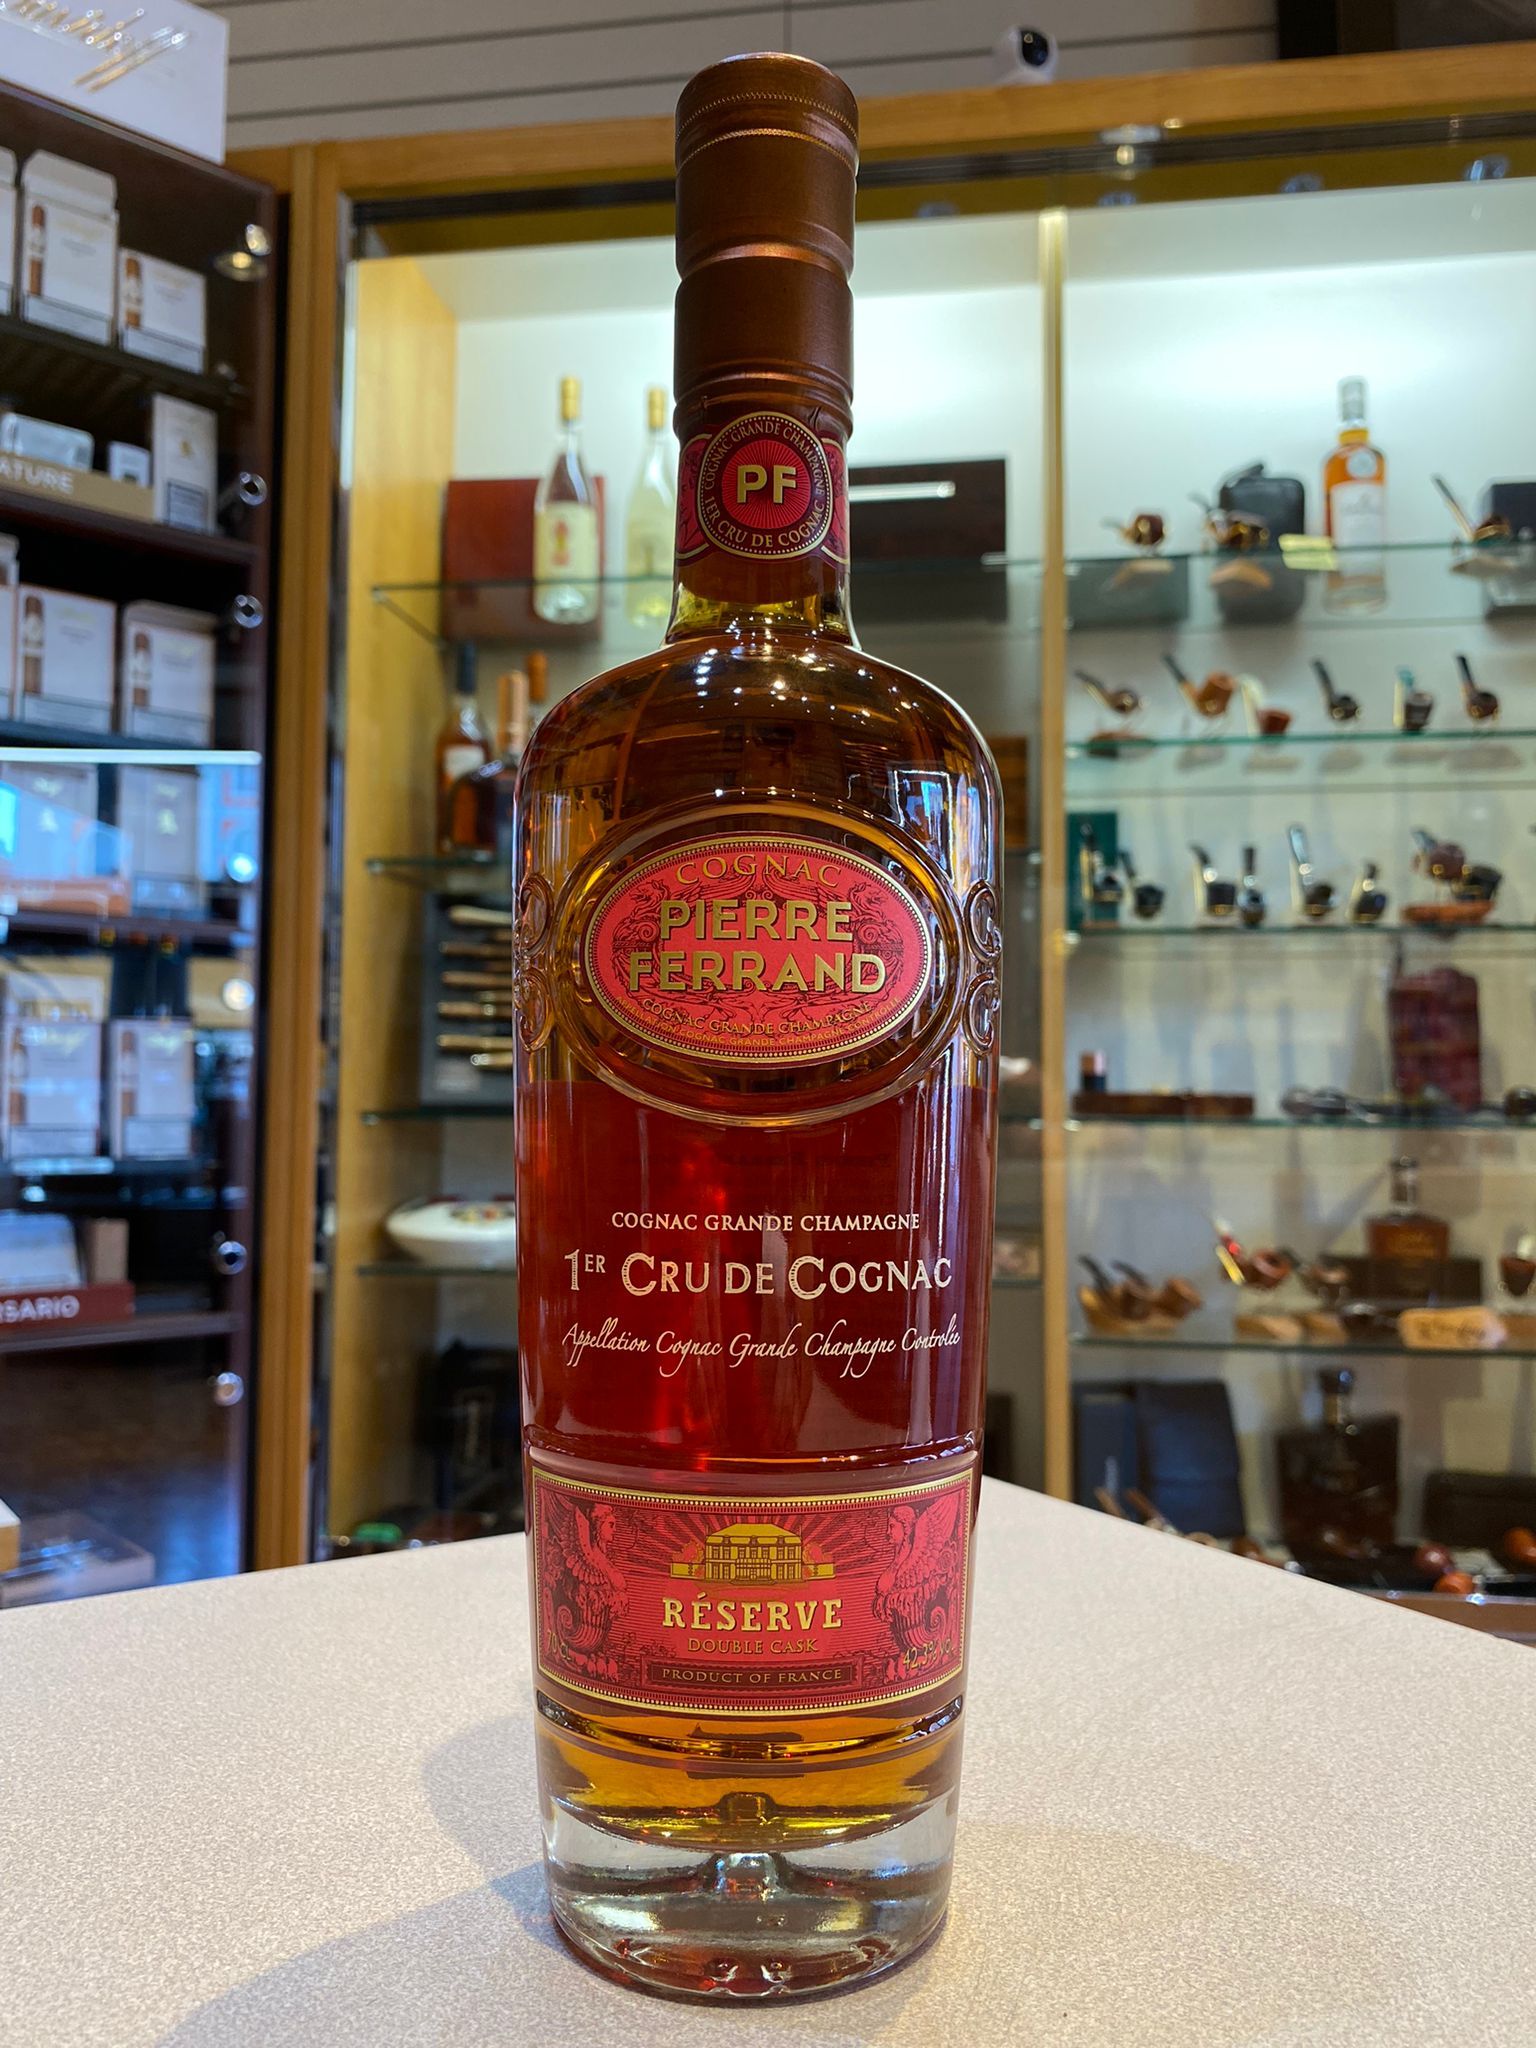 COGNAC GRANDE CHAMPAGNE
PF
1ER CRU DE COGNAC
COGNAC
PIERRE
FERRAND
COGNAC GRANDE CHAMPAGNE
COGNAC GRANDE CHAMPAGNE
1ER CRU DE COGNAC
Appellation Cognac Grande Champagne Controlée
RÉSERVE
DOUBLE CASK
70 CL
42,3% VOL
PRODUCT OF FRANCE